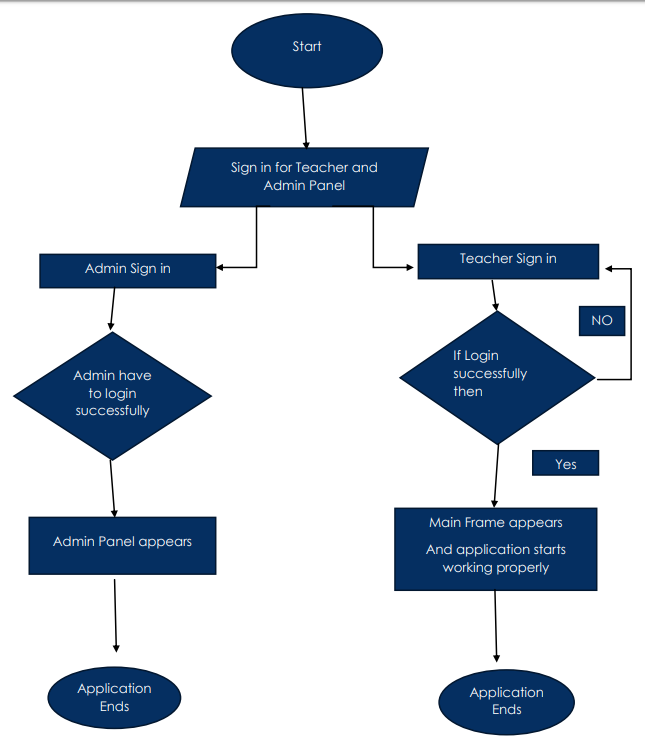 Start
Sign in for Teacher and
Admin Panel
Admin Sign in
Teacher Sign in
NO
Admin have
to login
successfully
If Login
successfully
then
Yes
Admin Panel appears
Main Frame appears
And application starts
working properly
Application
Ends
Application
Ends